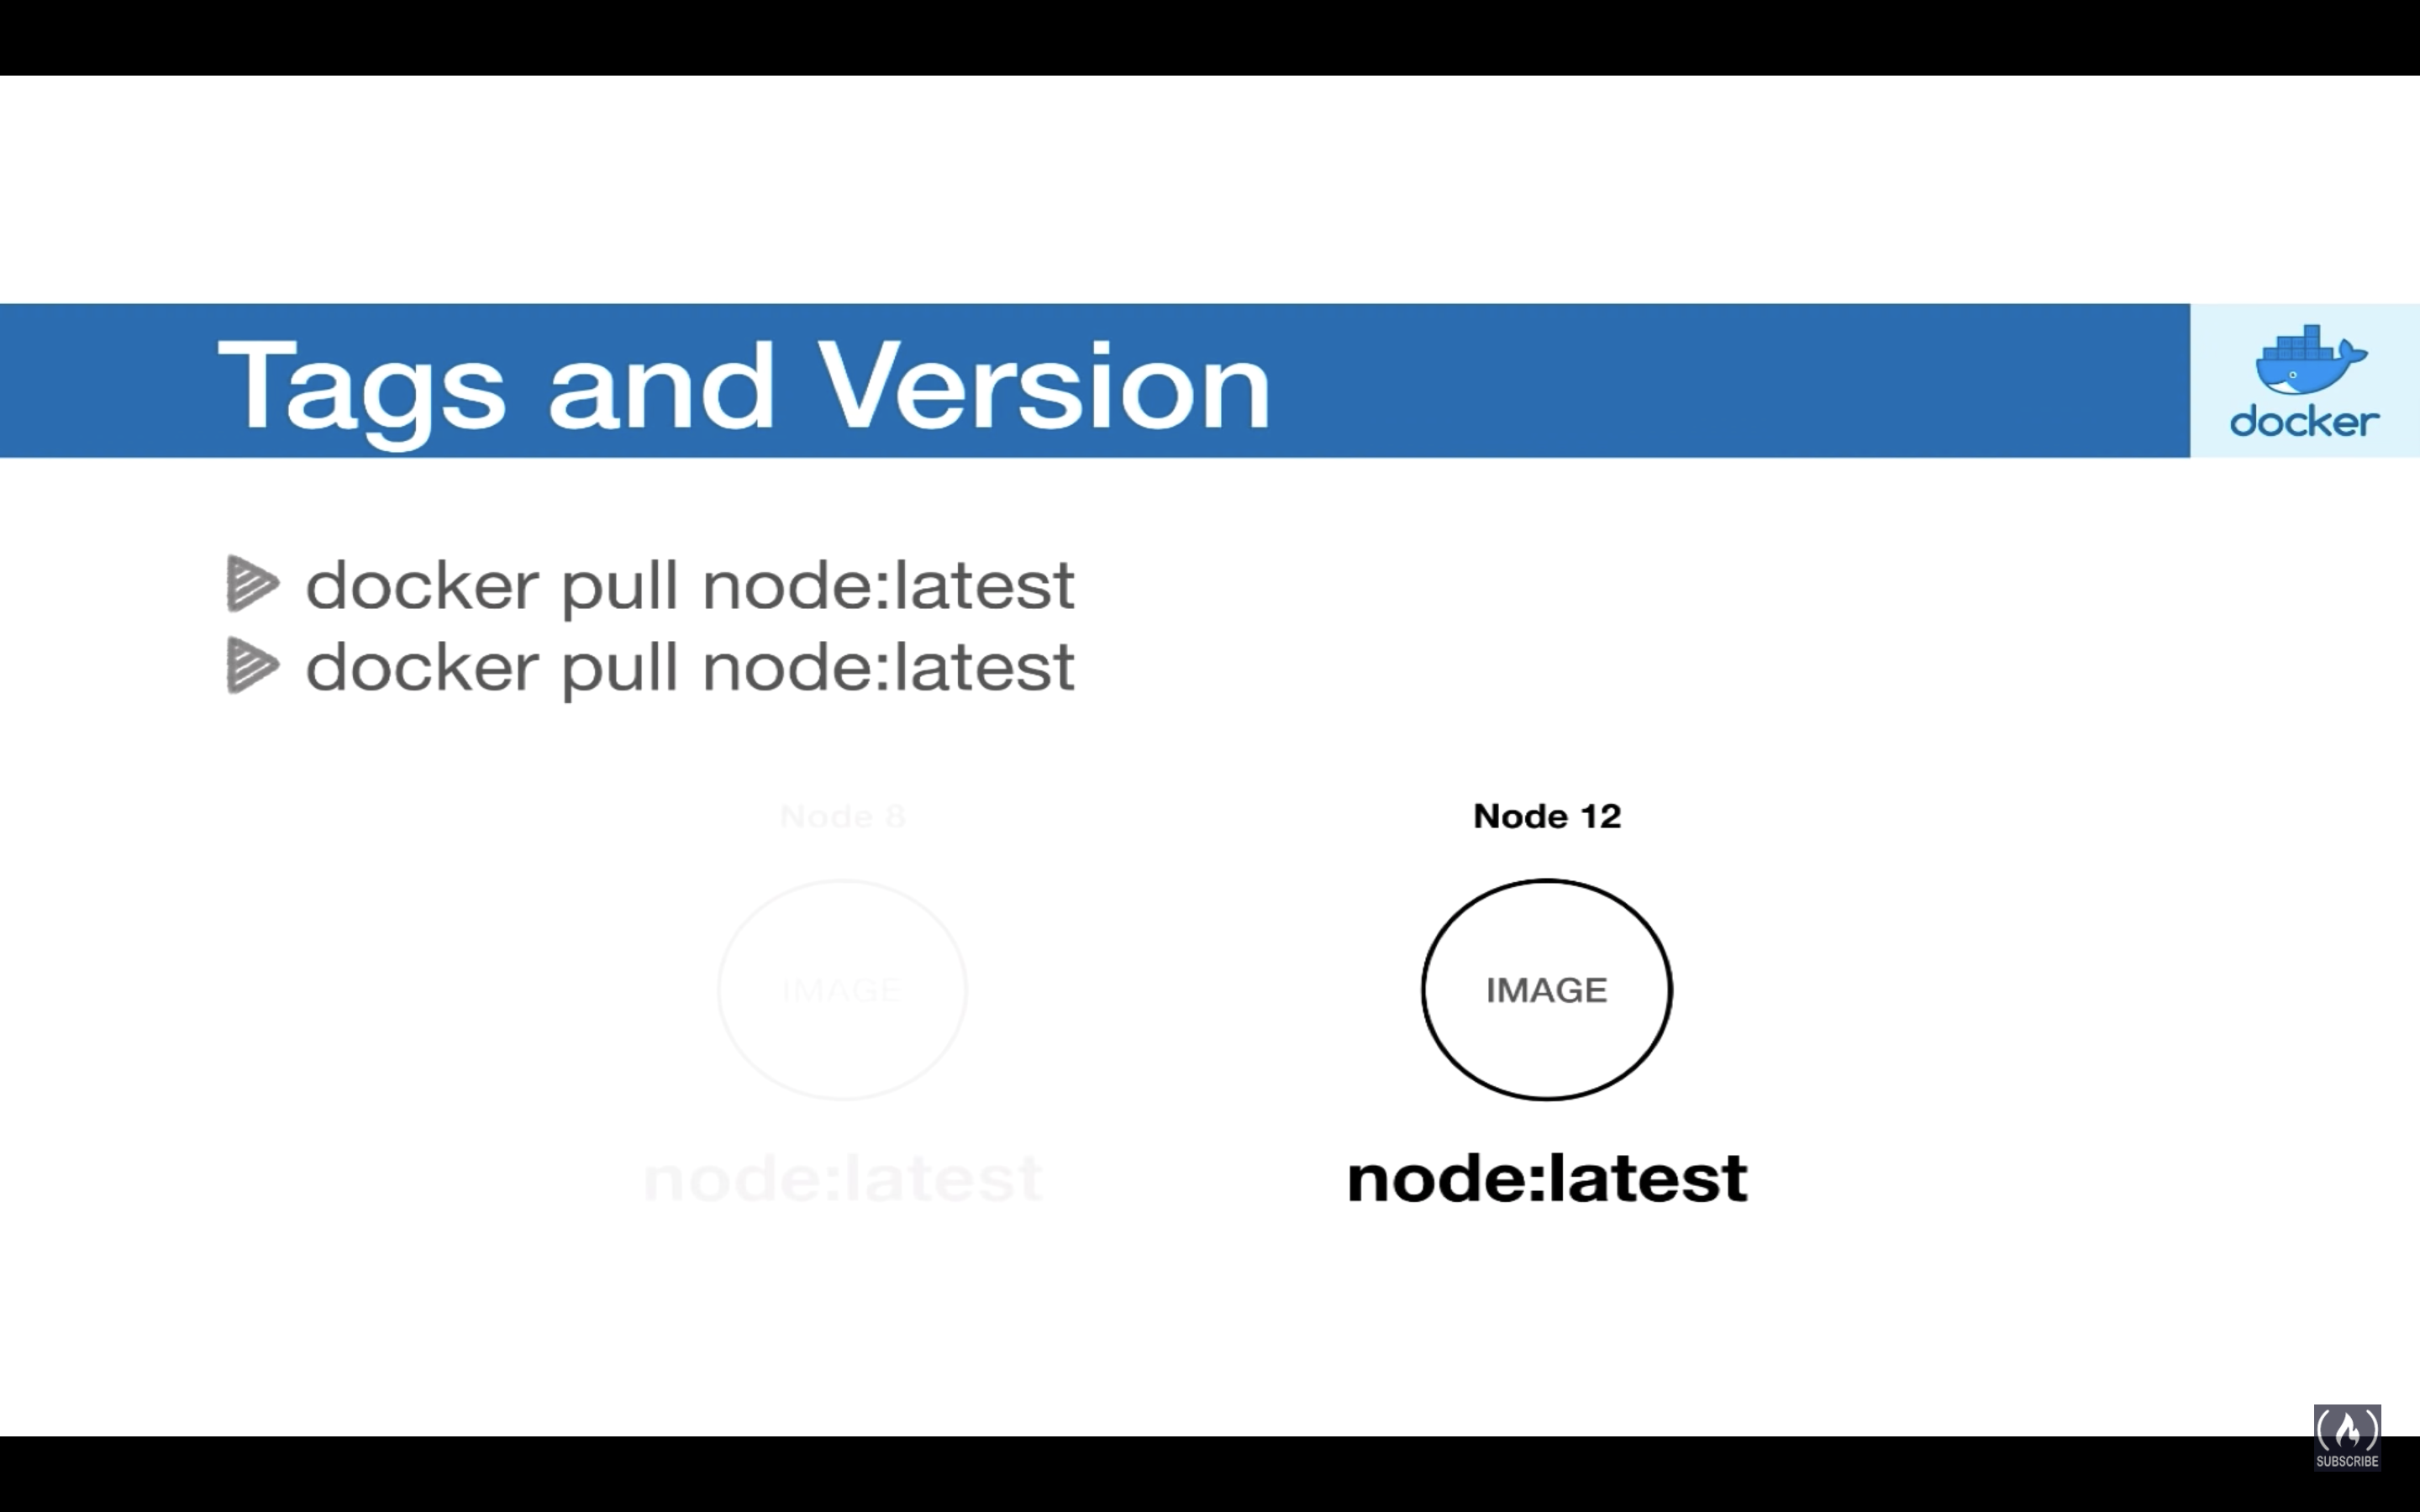 Tags and Version
docker
docker pull node:latest
docker pull node:latest
Node 8
Node 12
IMAGE
IMAGE
node:latest
node:latest
SUBSCRIBE